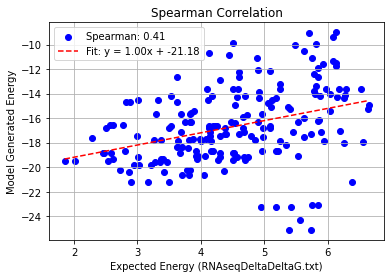 Spearman Correlation
Spearman: 0.41
Fit: y = 1.00x + -21.18
Model Generated Energy
−10
−12
−14
−16
−18
−20
−22
−24
2
3
4
5
6
Expected Energy (RNAseqDeltaDeltaG.txt)